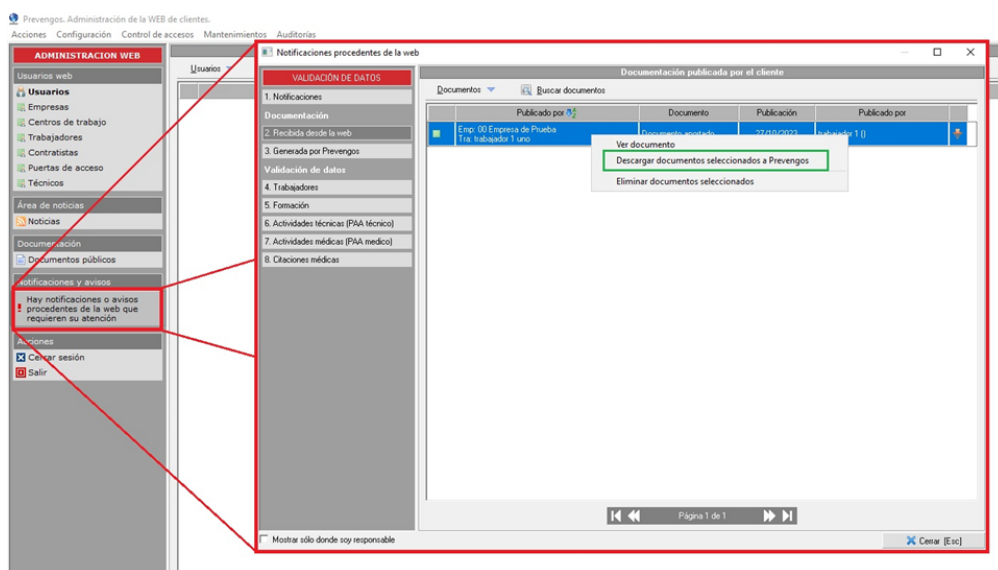 Prevengos. Administración de la WEB de clientes.
Acciones Configuración Control de accesos Mantenimientos Auditorías
ADMINISTRACION WEB
Usuarios web
Usuarios
Empresas
Centros de trabajo
Trabajadores
Contratistas
Puertas de acceso
Técnicos
Área de noticias
Noticias
Documentación
Documentos públicos
Notificaciones y avisos
Hay notificaciones o avisos
procedentes de la web que
requieren su atención
Acciones
Cerrar sesión
Salir
Usuarios
Notificaciones procedentes de la web
VALIDACIÓN DE DATOS
1. Notificaciones
Documentación
2. Recibida desde la web
3. Generada por Prevengos
Validación de datos
4. Trabajadores
5. Formación
6. Actividades técnicas (PAA técnico)
7. Actividades médicas (PAA medico)
8. Citaciones médicas
Documentación publicada por el cliente
Documentos Buscar documentos
Publicado por Documento Publicación Publicado por
Emp: 00 Empresa de Prueba
Tra: trabajador 1 uno Documento aportado 27/10/2023 trabajador 1 ()
Ver documento
Descargar documentos seleccionados a Prevengos
Eliminar documentos seleccionados
Página 1 de 1
Mostrar sólo donde soy responsable
Cerrar [Esc]